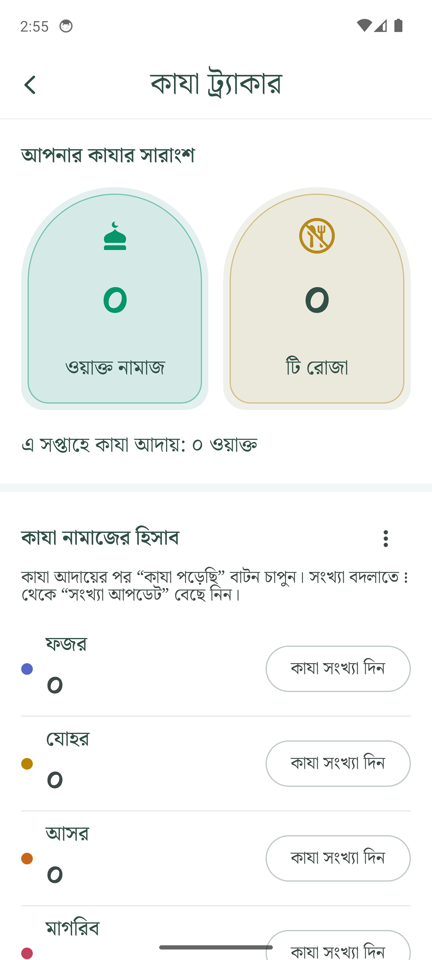 2:55
কাযা ট্র্যাকার
আপনার কাযার সারাংশ
০
ওয়াক্ত নামাজ
০
টি রোজা
এ সপ্তাহে কাযা আদায়: ০ ওয়াক্ত
কাযা নামাজের হিসাব
কাযা আদায়ের পর “কাযা পড়েছি” বাটন চাপুন। সংখ্যা বদলাতে ⋮
থেকে “সংখ্যা আপডেট” বেছে নিন।
ফজর
০
কাযা সংখ্যা দিন
যোহর
০
কাযা সংখ্যা দিন
আসর
০
কাযা সংখ্যা দিন
মাগরিব
কাযা সংখ্যা দিন